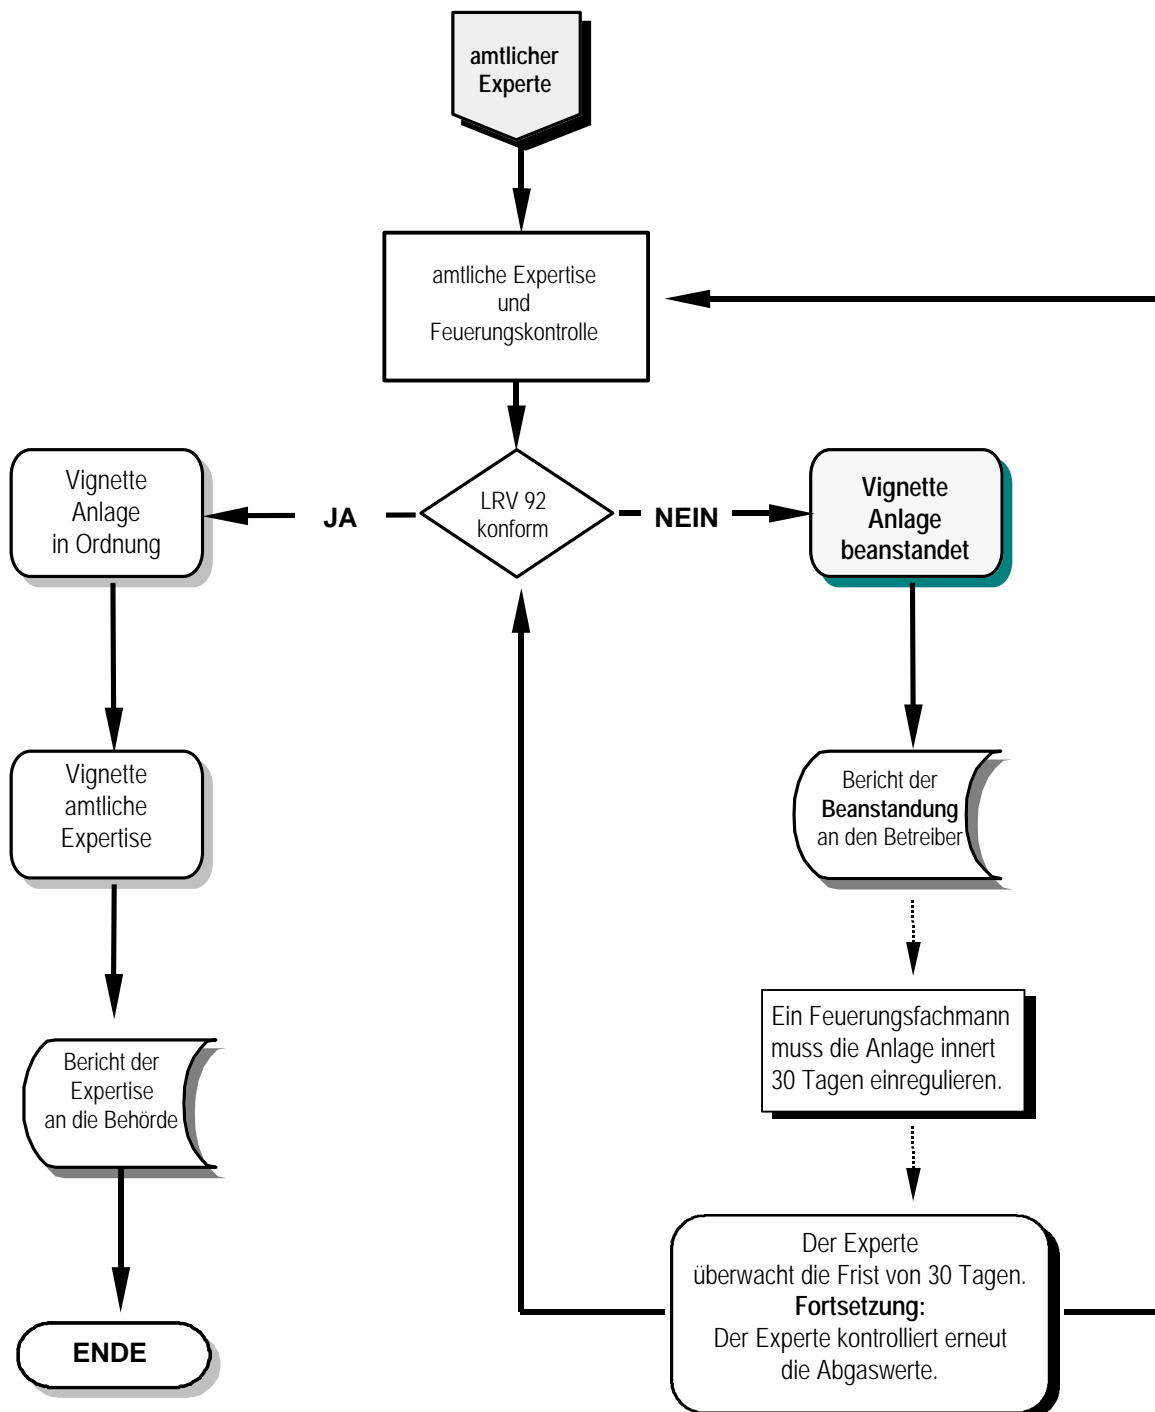 amtlicher
Experte
amtliche Expertise
und
Feuerungskontrolle
Vignette
Anlage
in Ordnung
JA
LRV 92
konform
NEIN
Vignette
Anlage
beanstandet
Vignette
amtliche
Expertise
Bericht der
Beanstandung
an den Betreiber
Ein Feuerungsfachmann
muss die Anlage innert
30 Tagen einregulieren.
Bericht der
Expertise
an die Behörde
Der Experte
überwacht die Frist von 30 Tagen.
Fortsetzung:
Der Experte kontrolliert erneut
die Abgaswerte.
ENDE